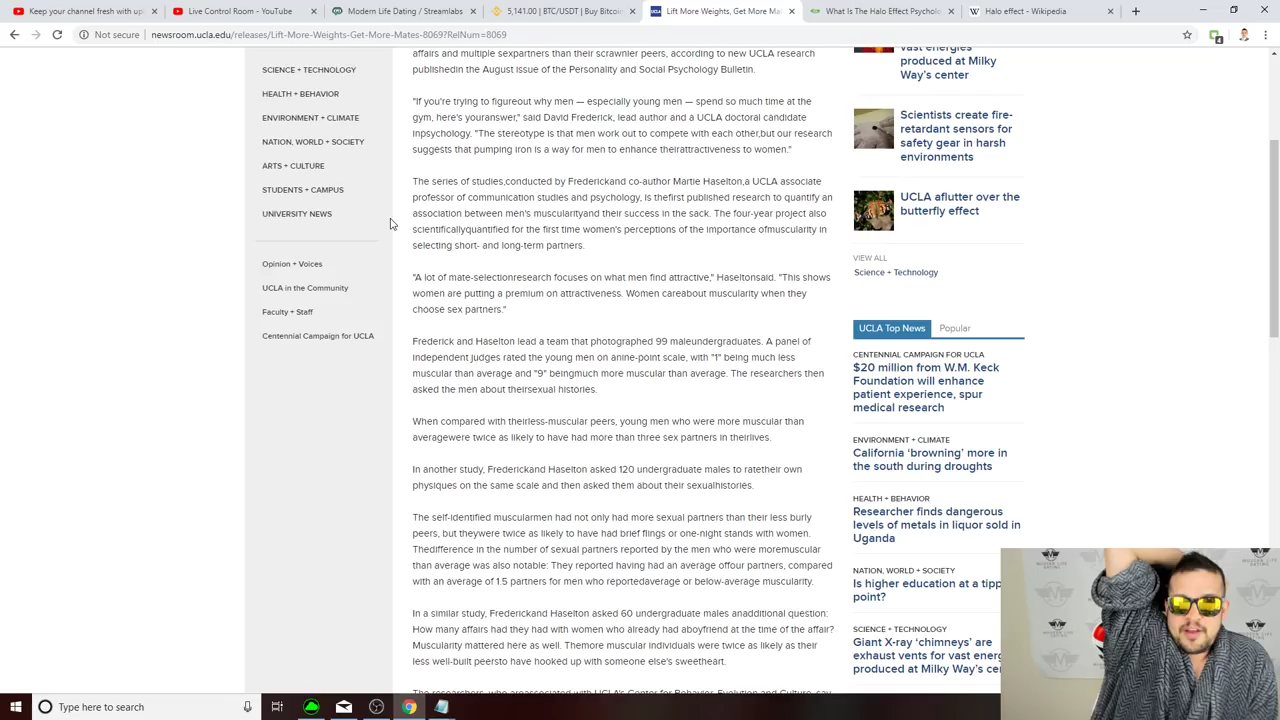 Keep your channel fresh with up
Live Control Room - YouTube
Modern Life Dating / Streamlabs
5,141.00 | BTC/USDT | Buy Bitcoin
Lift More Weights, Get More Mat
What Is The Halo Effect Psycholo
Halo effect - Wikipedia
Not secure | newsroom.ucla.edu/releases/Lift-More-Weights-Get-More-Mates-8069?RelNum=8069
SCIENCE + TECHNOLOGY
HEALTH + BEHAVIOR
ENVIRONMENT + CLIMATE
NATION, WORLD + SOCIETY
ARTS + CULTURE
STUDENTS + CAMPUS
UNIVERSITY NEWS
Opinion + Voices
UCLA in the Community
Faculty + Staff
Centennial Campaign for UCLA
affairs and multiple sexpartners than their scrawnier peers, according to new UCLA research
publishedin the August issue of the Personality and Social Psychology Bulletin.
"If you're trying to figureout why men — especially young men — spend so much time at the
gym, here's youranswer," said David Frederick, lead author and a UCLA doctoral candidate
inpsychology. "The stereotype is that men work out to compete with each other,but our research
suggests that pumping iron is a way for men to enhance theirattractiveness to women."
The series of studies,conducted by Frederickand co-author Martie Haselton,a UCLA associate
professor of communication studies and psychology, is thefirst published research to quantify an
association between men's muscularityand their success in the sack. The four-year project also
scientificallyquantified for the first time women's perceptions of the importance ofmuscularity in
selecting short- and long-term partners.
"A lot of mate-selectionresearch focuses on what men find attractive," Haseltonsaid. "This shows
women are putting a premium on attractiveness. Women careabout muscularity when they
choose sex partners."
Frederick and Haselton lead a team that photographed 99 maleundergraduates. A panel of
independent judges rated the young men on anine-point scale, with "1" being much less
muscular than average and "9" beingmuch more muscular than average. The researchers then
asked the men about theirsexual histories.
When compared with theirless-muscular peers, young men who were more muscular than
averagewere twice as likely to have had more than three sex partners in theirlives.
In another study, Frederickand Haselton asked 120 undergraduate males to ratetheir own
physiques on the same scale and then asked them about their sexualhistories.
The self-identified muscularmen had not only had more sexual partners than their less burly
peers, but theywere twice as likely to have had brief flings or one-night stands with women.
Thedifference in the number of sexual partners reported by the men who were moremuscular
than average was also notable: They reported having had an average offour partners, compared
with an average of 1.5 partners for men who reportedaverage or below-average muscularity.
In a similar study, Frederickand Haselton asked 60 undergraduate males anadditional question:
How many affairs had they had with women who already had aboyfriend at the time of the affair?
Muscularity mattered here as well. Themore muscular individuals were twice as likely as their
less well-built peersto have hooked up with someone else's sweetheart.
The researchers, who areassociated with UCLA's Center for Behavior, Evolution and Culture, say
vast energies
produced at Milky
Way's center
Scientists create fire-
retardant sensors for
safety gear in harsh
environments
UCLA aflutter over the
butterfly effect
VIEW ALL
Science + Technology
UCLA Top News
Popular
CENTENNIAL CAMPAIGN FOR UCLA
$20 million from W.M. Keck
Foundation will enhance
patient experience, spur
medical research
ENVIRONMENT + CLIMATE
California ‘browning’ more in
the south during droughts
HEALTH + BEHAVIOR
Researcher finds dangerous
levels of metals in liquor sold in
Uganda
NATION, WORLD + SOCIETY
Is higher education at a tipp
point?
SCIENCE + TECHNOLOGY
Giant X-ray ‘chimneys’ are
exhaust vents for vast energ
produced at Milky Way's ce
Type here to search